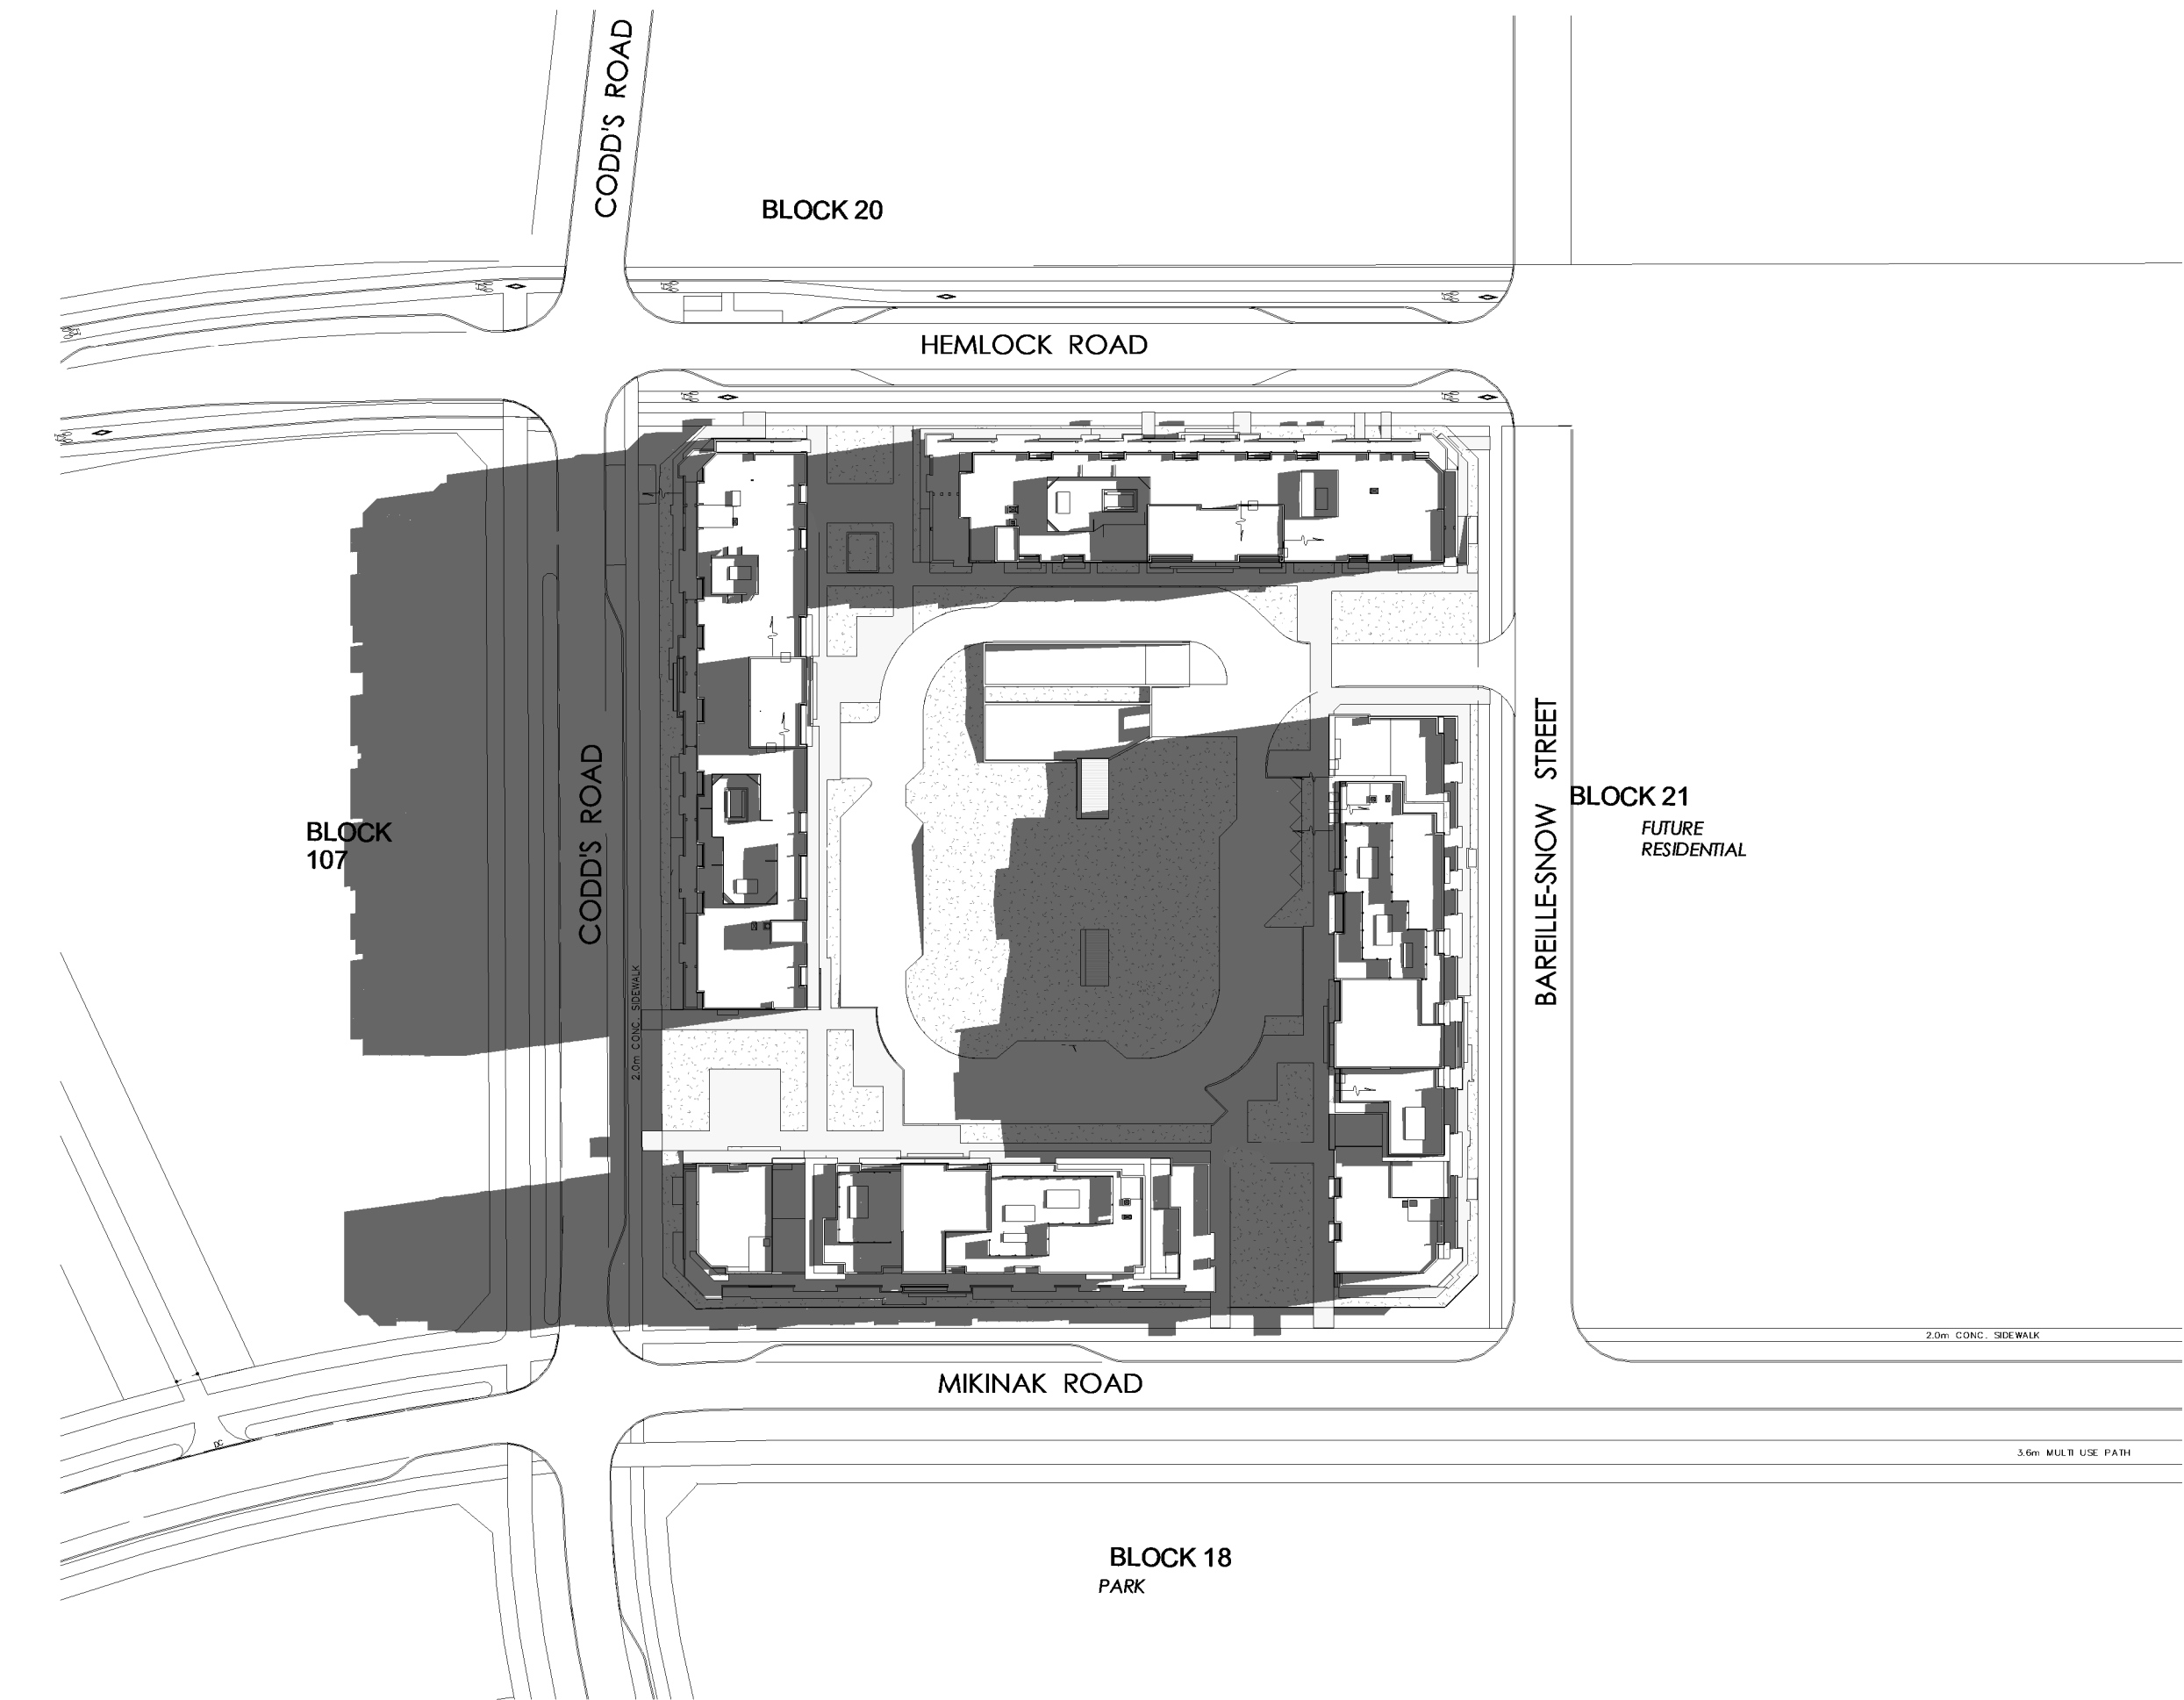 CODD'S ROAD
BLOCK 20
HEMLOCK ROAD
BAREILLE-SNOW STREET
BLOCK 21
FUTURE
RESIDENTIAL
BLOCK
107
CODD'S ROAD
2.0m CONC. SIDEWALK
2.0m CONC. SIDEWALK
MIKINAK ROAD
DC
3.6m MULTI USE PATH
BLOCK 18
PARK